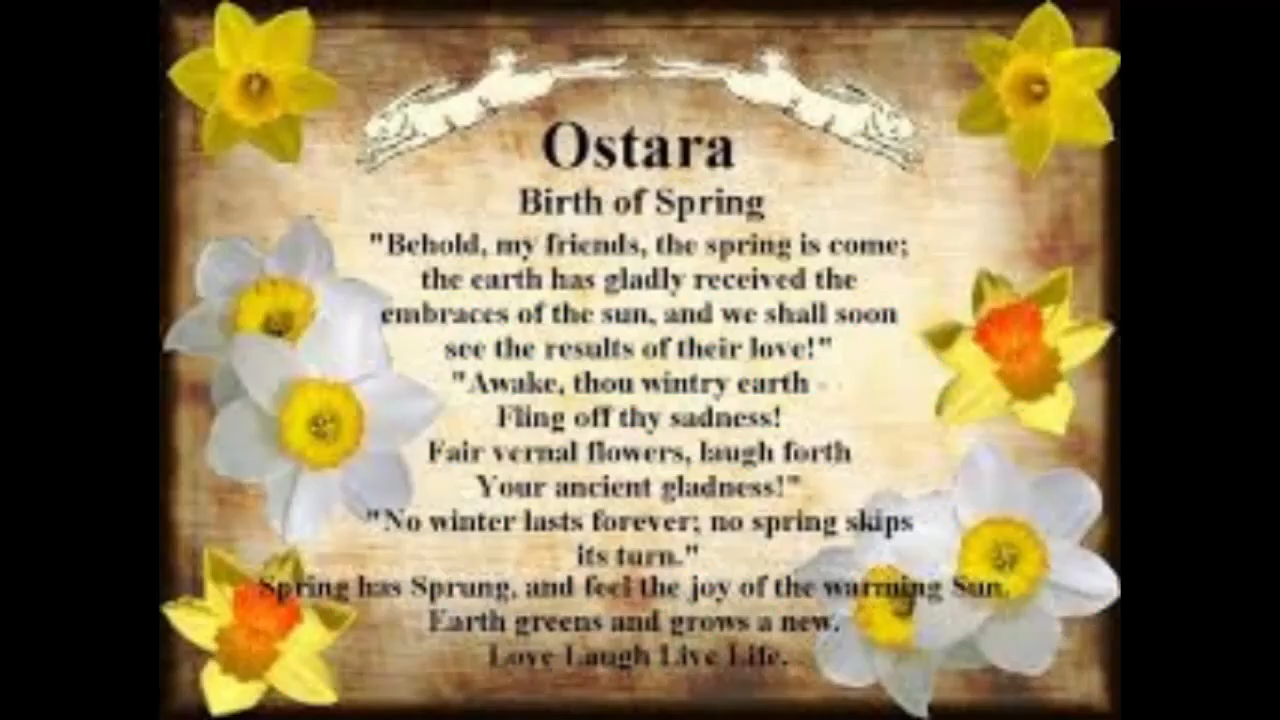 Ostara
Birth of Spring
"Behold, my friends, the spring is come;
the earth has gladly received the
embraces of the sun, and we shall soon
see the results of their love!"
"Awake, thou wintry earth -
Fling off thy sadness!
Fair vernal flowers, laugh forth
Your ancient gladness!"
"No winter lasts forever; no spring skips
its turn."
Spring has Sprung, and feel the joy of the warming Sun.
Earth greens and grows a new.
Love Laugh Live Life.